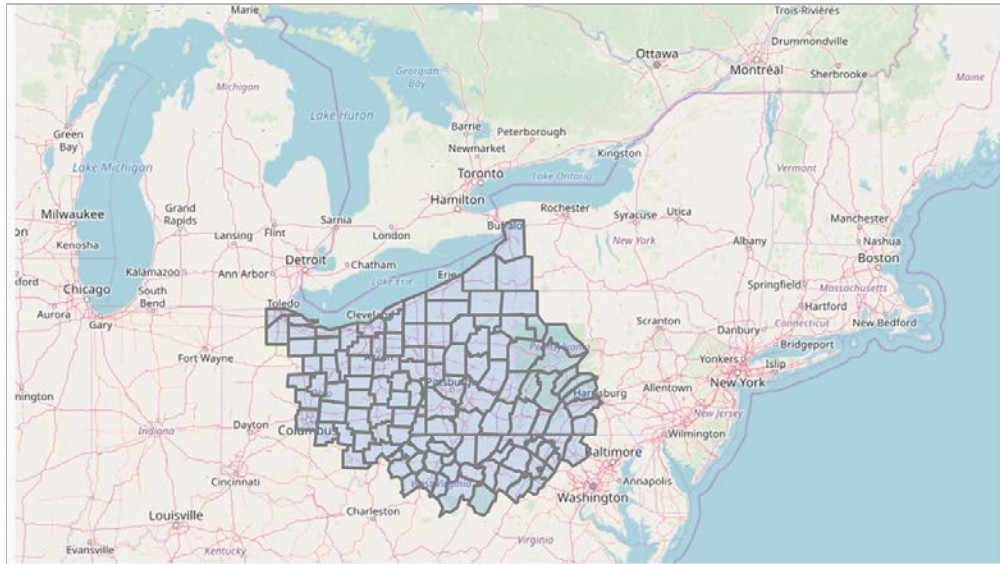 Marie
Trois-Rivières
Drummondville
Ottawa
Montréal
Sherbrooke
Maine
Michigan
Georgian
Bay
Lake Huron
Barrie
Peterborough
Newmarket
Kingston
Green
Bay
Lake Michigan
Vermont
Toronto
Lake Ontario
Hamilton
Milwaukee
Grand
Rapids
Sarnia
Rochester
Syracuse
Utica
Manchester
Buffalo
Kenosha
Lansing
Flint
London
New York
Albany
Nashua
Boston
Detroit
Chatham
Kalamazoo
Ann Arbor
Erie
Lake Erie
Chicago
South
Bend
Springfield
Massachusetts
Aurora
Gary
Toledo
Cleveland
Hartford
Connecticut
New Bedford
Scranton
Danbury
Bridgeport
Fort Wayne
Akron
Pennsylvania
Yonkers
Islip
New York
Pittsburgh
Allentown
Ohio
Harrisburg
New Jersey
Indiana
Dayton
Columbus
Wilmington
Baltimore
Cincinnati
West Virginia
Annapolis
Washington
Charleston
Louisville
Virginia
Evansville
Kentucky